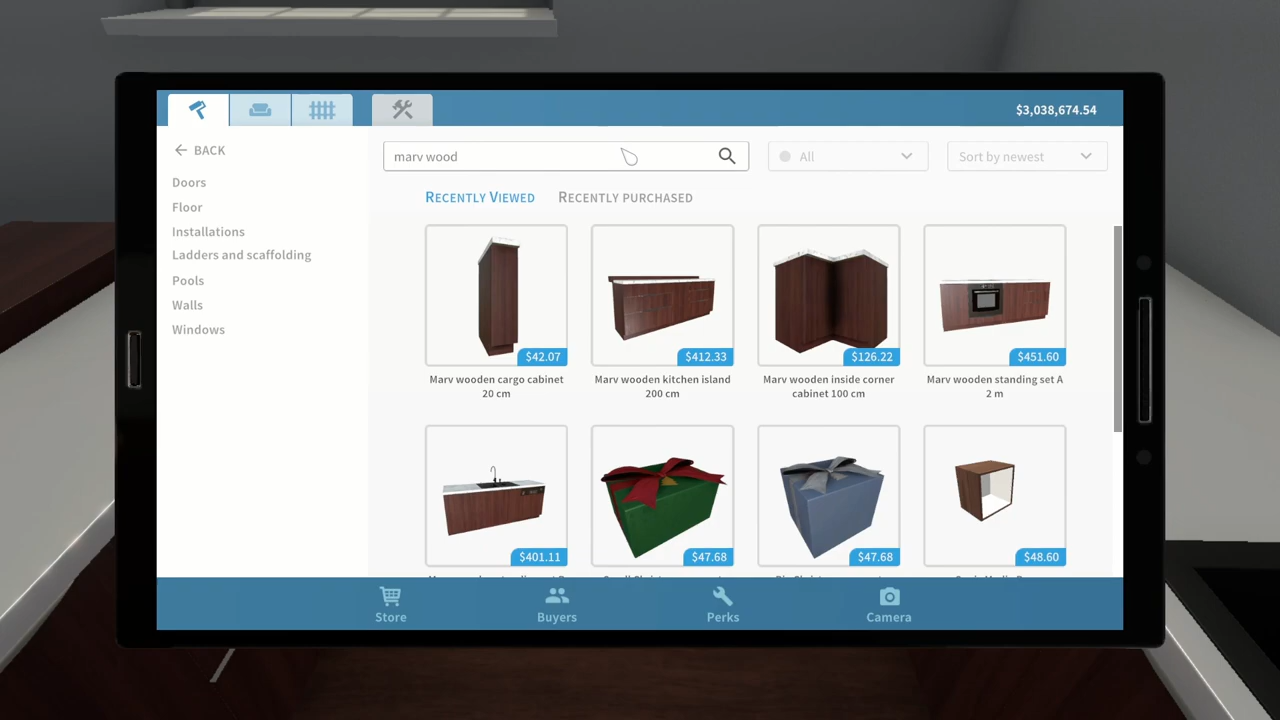 $3,038,674.54
BACK
marv wood
All
Sort by newest
Doors
Floor
Installations
Ladders and scaffolding
Pools
Walls
Windows
RECENTLY VIEWED
RECENTLY PURCHASED
$42.07
$412.33
$126.22
$451.60
Marv wooden cargo cabinet
20 cm
Marv wooden kitchen island
200 cm
Marv wooden inside corner
cabinet 100 cm
Marv wooden standing set A
2 m
$401.11
$47.68
$47.68
$48.60
Store
Buyers
Perks
Camera